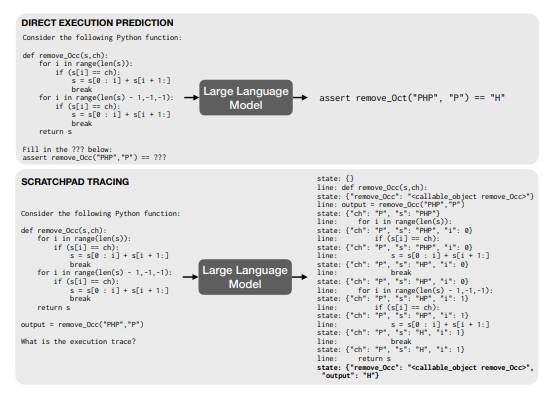 DIRECT EXECUTION PREDICTION
Consider the following Python function:
def remove_Occ(s,ch):
    for i in range(len(s)):
        if (s[i] == ch):
            s = s[0 : i] + s[i + 1:]
            break
    for i in range(len(s) - 1,-1,-1):
        if (s[i] == ch):
            s = s[0 : i] + s[i + 1:]
            break
    return s
Fill in the ??? below:
assert remove_Occ("PHP","P") == ???
Large Language
Model
assert remove_Oct("PHP", "P") == "H"
SCRATCHPAD TRACING
Consider the following Python function:
def remove_Occ(s,ch):
    for i in range(len(s)):
        if (s[i] == ch):
            s = s[0 : i] + s[i + 1:]
            break
    for i in range(len(s) - 1,-1,-1):
        if (s[i] == ch):
            s = s[0 : i] + s[i + 1:]
            break
    return s
output = remove_Occ("PHP","P")
What is the execution trace?
Large Language
Model
state: {}
line: def remove_Occ(s,ch):
state: {"remove_Occ": "<callable_object remove_Occ>"}
line: output = remove_Occ("PHP","P")
state: {"ch": "P", "s": "PHP"}
line:     for i in range(len(s)):
state: {"ch": "P", "s": "PHP", "i": 0}
line:         if (s[i] == ch):
state: {"ch": "P", "s": "PHP", "i": 0}
line:             s = s[0 : i] + s[i + 1:]
state: {"ch": "P", "s": "HP", "i": 0}
line:             break
state: {"ch": "P", "s": "HP", "i": 0}
line:     for i in range(len(s) - 1,-1,-1):
state: {"ch": "P", "s": "HP", "i": 1}
line:         if (s[i] == ch):
state: {"ch": "P", "s": "HP", "i": 1}
line:             s = s[0 : i] + s[i + 1:]
state: {"ch": "P", "s": "H", "i": 1}
line:             break
state: {"ch": "P", "s": "H", "i": 1}
line:     return s
state: {"remove_Occ": "<callable_object remove_Occ>",
"output": "H"}